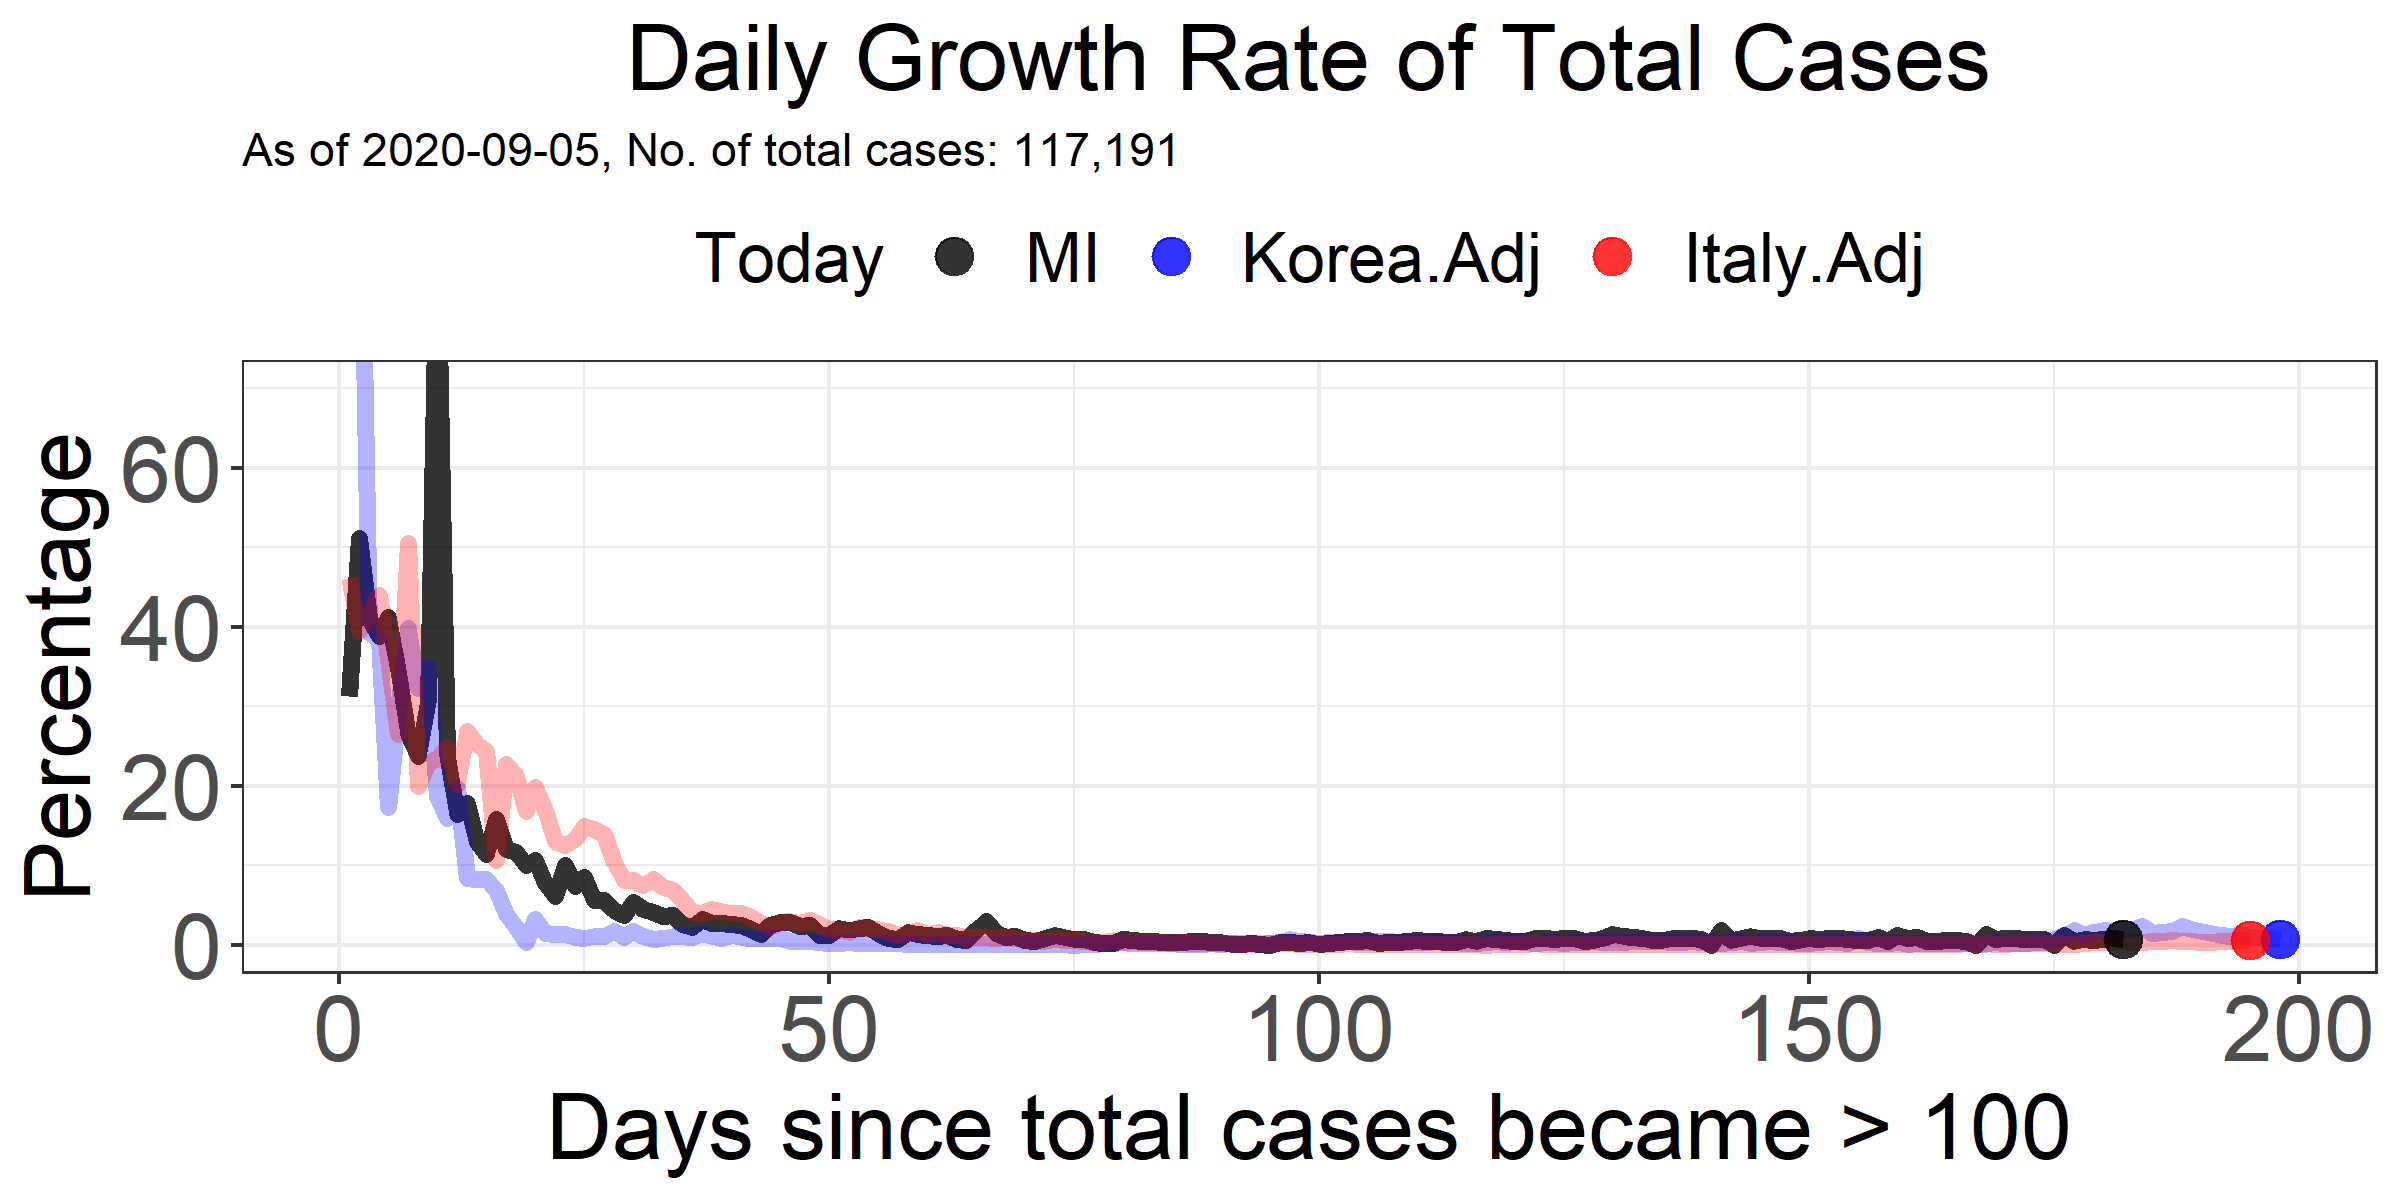 Daily Growth Rate of Total Cases
As of 2020-09-05, No. of total cases: 117,191
Today MI Korea.Adj Italy.Adj
Percentage
60
40
20
0
0 50 100 150 200
Days since total cases became > 100